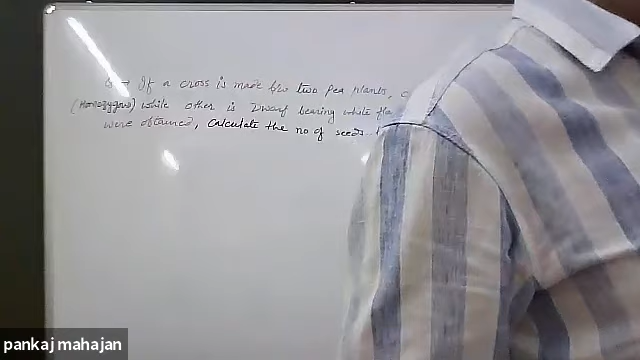 Q → If a cross is made b/w two Pea plants, o
(Homozygous) while other is Dwarf bearing white flo
were obtained, Calculate the no of seeds
pankaj mahajan